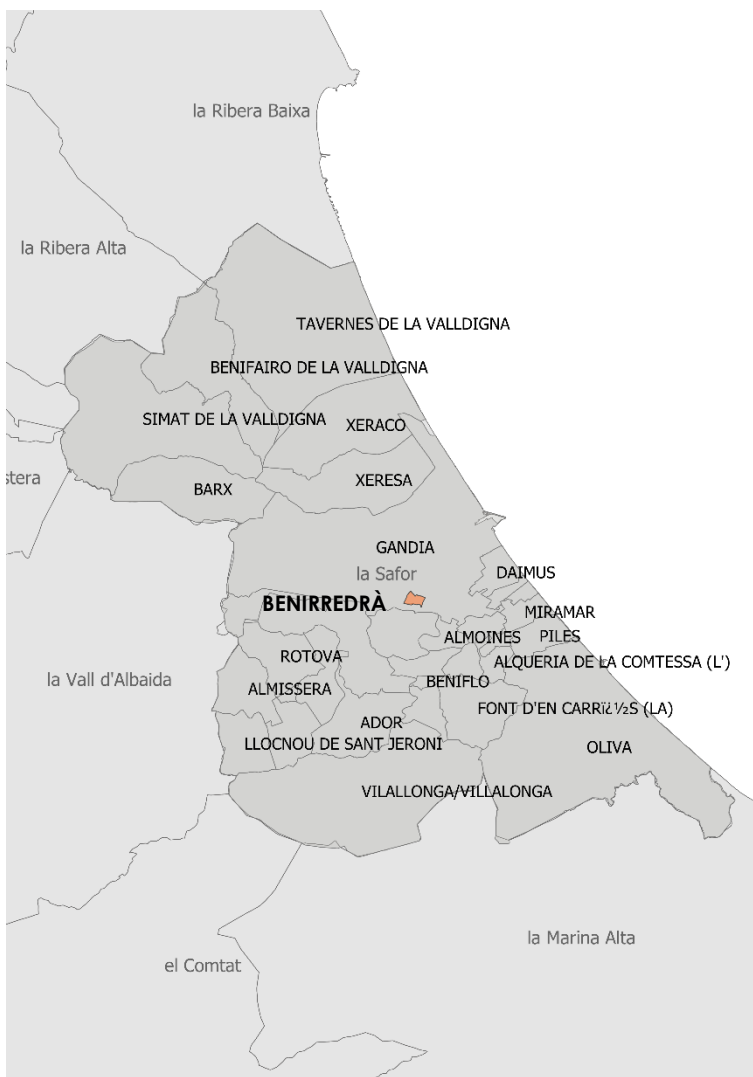 la Ribera Baixa
la Ribera Alta
TAVERNES DE LA VALLDIGNA
BENIFAIRO DE LA VALLDIGNA
SIMAT DE LA VALLDIGNA
XERACO
stera
BARX
XERESA
GANDIA
la Safor
DAIMUS
BENIRREDRÀ
MIRAMAR
ALMOINES
PILES
ROTOVA
ALQUERIA DE LA COMTESSA (L')
la Vall d'Albaida
ALMISSERA
BENIFLO
FONT D'EN CARRï¿½S (LA)
ADOR
LLOCNOU DE SANT JERONI
OLIVA
VILALLONGA/VILLALONGA
la Marina Alta
el Comtat